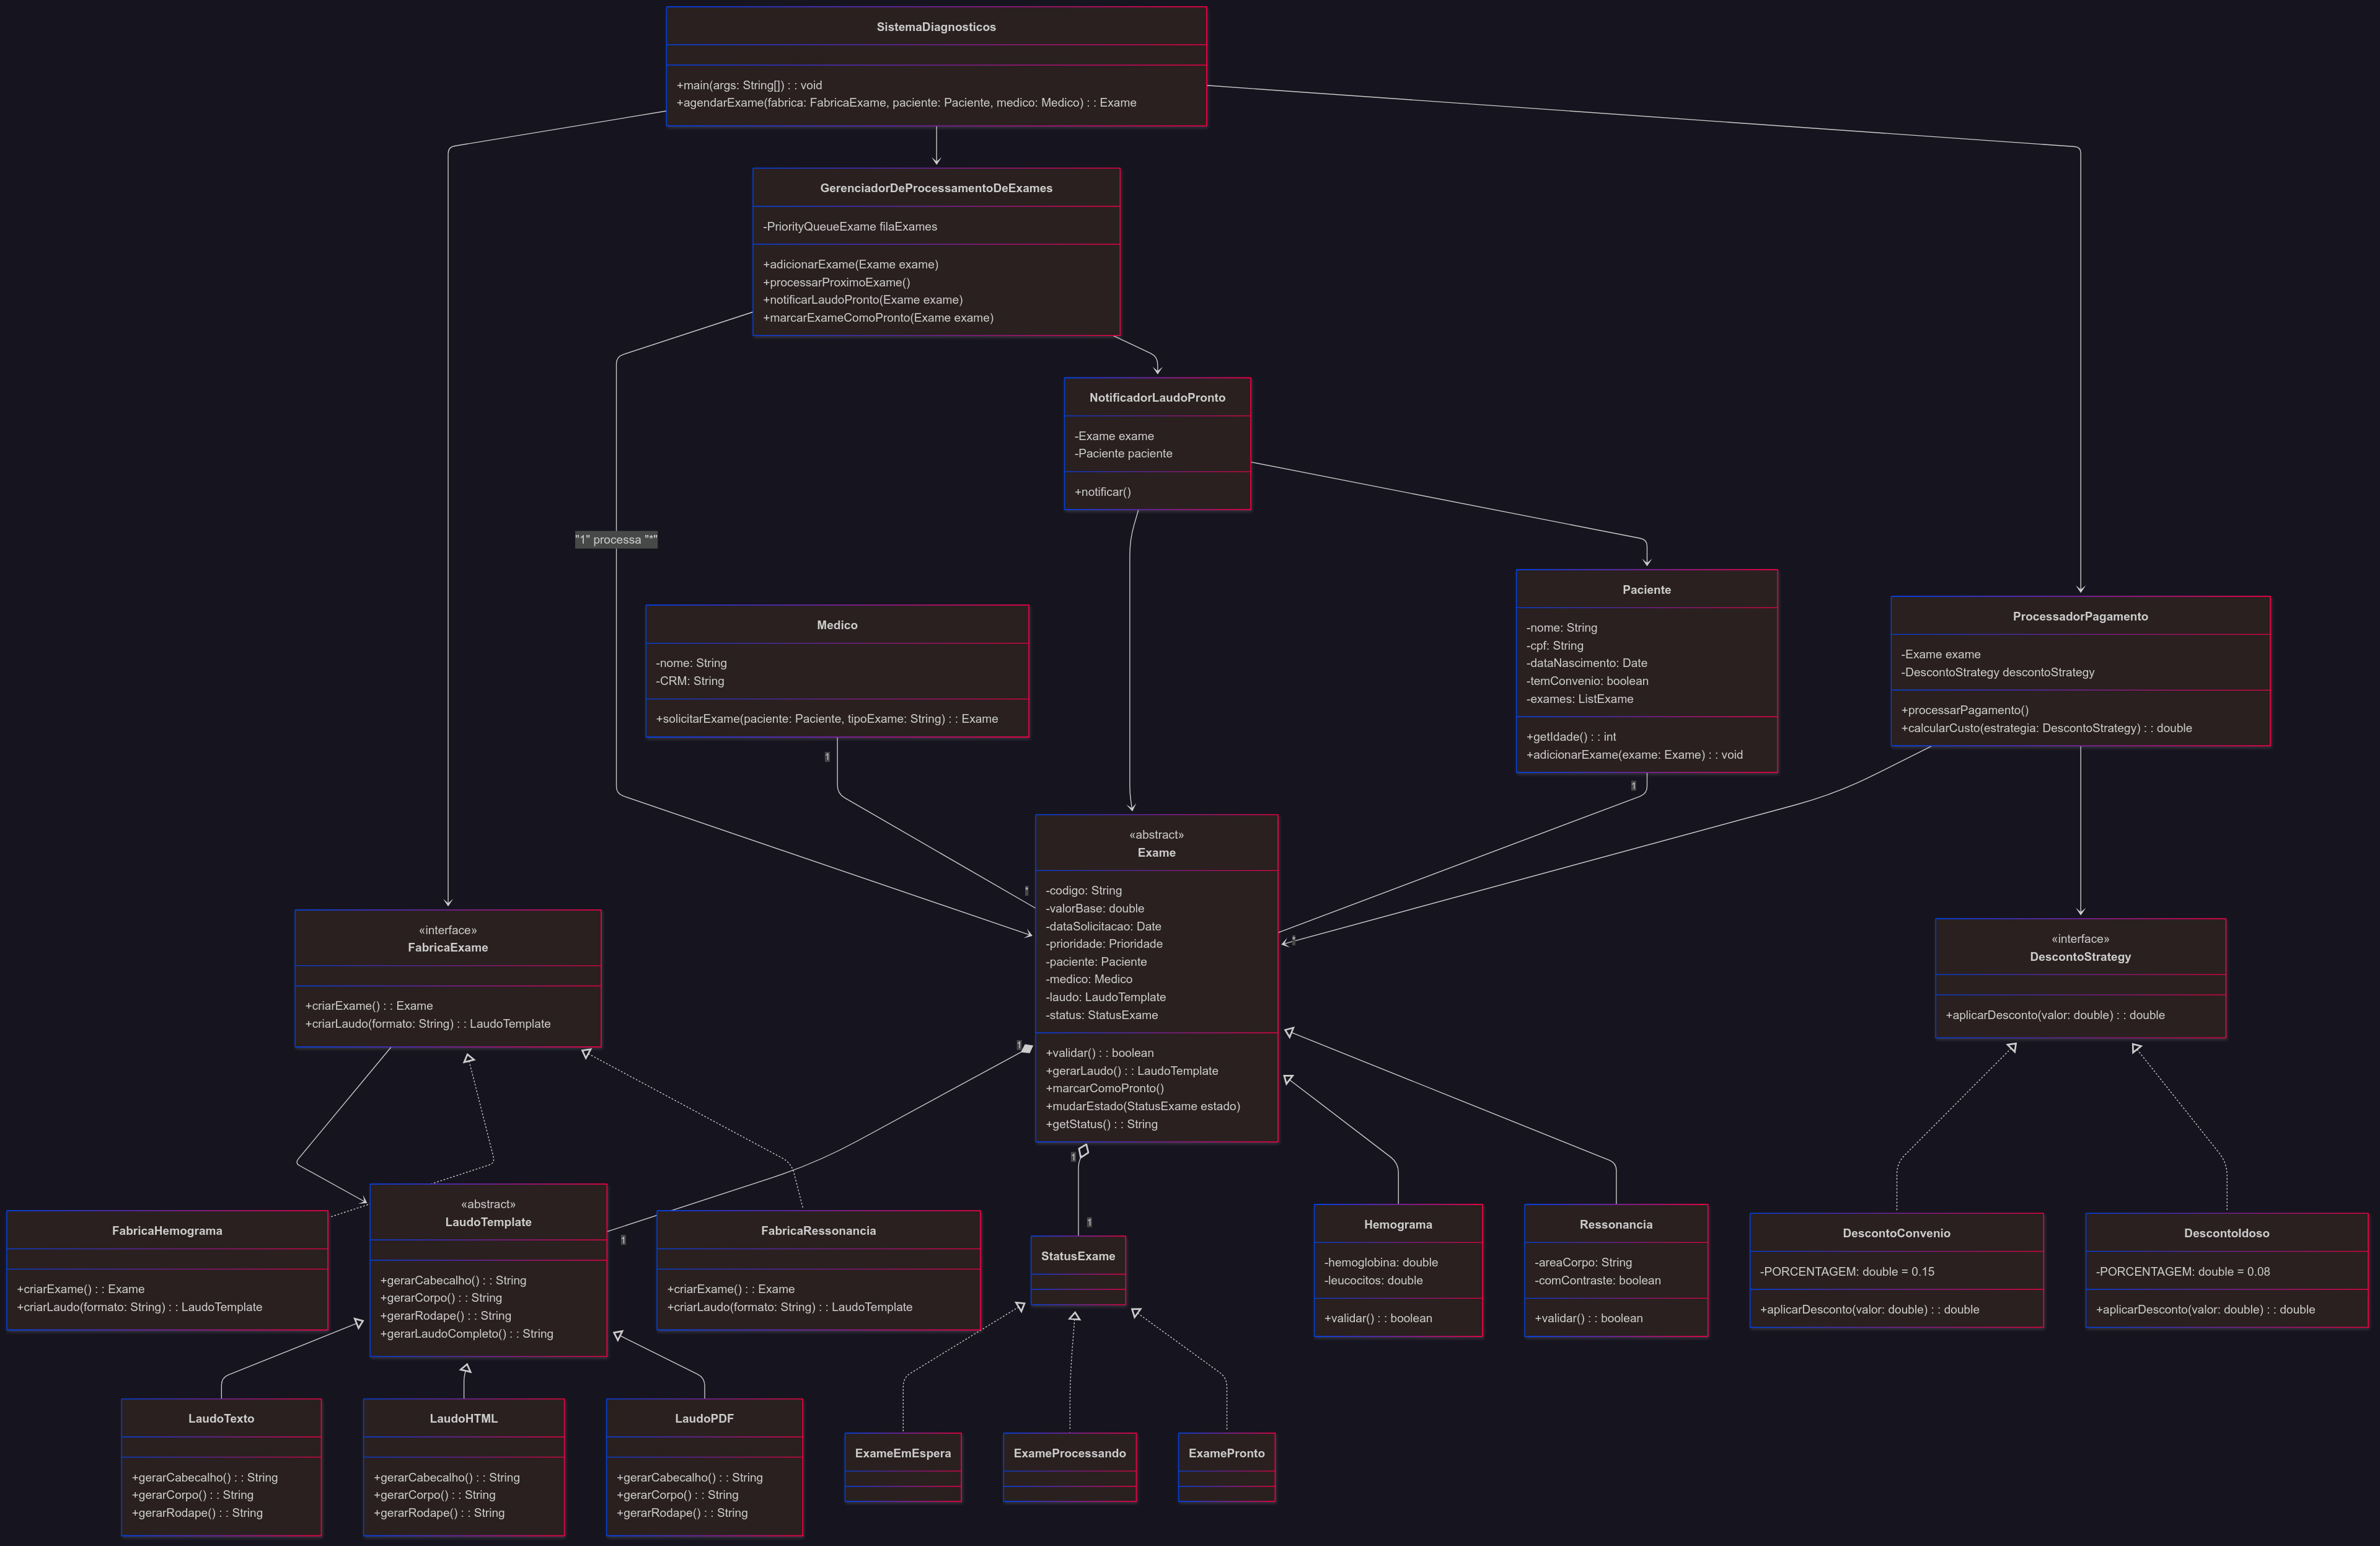 SistemaDiagnosticos
+main(args: String[]) : : void
+agendarExame(fabrica: FabricaExame, paciente: Paciente, medico: Medico) : : Exame
GerenciadorDeProcessamentoDeExames
-PriorityQueueExame filaExames
+adicionarExame(Exame exame)
+processarProximoExame()
+notificarLaudoPronto(Exame exame)
+marcarExameComoPronto(Exame exame)
NotificadorLaudoPronto
-Exame exame
-Paciente paciente
+notificar()
"1" processa "*"
Medico
-nome: String
-CRM: String
+solicitarExame(paciente: Paciente, tipoExame: String) : : Exame
1
*
Paciente
-nome: String
-cpf: String
-dataNascimento: Date
-temConvenio: boolean
-exames: ListExame
+getIdade() : : int
+adicionarExame(exame: Exame) : : void
1
*
ProcessadorPagamento
-Exame exame
-DescontoStrategy descontoStrategy
+processarPagamento()
+calcularCusto(estrategia: DescontoStrategy) : : double
«abstract»
Exame
-codigo: String
-valorBase: double
-dataSolicitacao: Date
-prioridade: Prioridade
-paciente: Paciente
-medico: Medico
-laudo: LaudoTemplate
-status: StatusExame
+validar() : : boolean
+gerarLaudo() : : LaudoTemplate
+marcarComoPronto()
+mudarEstado(StatusExame estado)
+getStatus() : : String
1
1
«interface»
FabricaExame
+criarExame() : : Exame
+criarLaudo(formato: String) : : LaudoTemplate
«interface»
DescontoStrategy
+aplicarDesconto(valor: double) : : double
FabricaHemograma
+criarExame() : : Exame
+criarLaudo(formato: String) : : LaudoTemplate
«abstract»
LaudoTemplate
+gerarCabecalho() : : String
+gerarCorpo() : : String
+gerarRodape() : : String
+gerarLaudoCompleto() : : String
1
FabricaRessonancia
+criarExame() : : Exame
+criarLaudo(formato: String) : : LaudoTemplate
1
StatusExame
Hemograma
-hemoglobina: double
-leucocitos: double
+validar() : : boolean
Ressonancia
-areaCorpo: String
-comContraste: boolean
+validar() : : boolean
DescontoConvenio
-PORCENTAGEM: double = 0.15
+aplicarDesconto(valor: double) : : double
DescontoIdoso
-PORCENTAGEM: double = 0.08
+aplicarDesconto(valor: double) : : double
LaudoTexto
+gerarCabecalho() : : String
+gerarCorpo() : : String
+gerarRodape() : : String
LaudoHTML
+gerarCabecalho() : : String
+gerarCorpo() : : String
+gerarRodape() : : String
LaudoPDF
+gerarCabecalho() : : String
+gerarCorpo() : : String
+gerarRodape() : : String
ExameEmEspera
ExameProcessando
ExamePronto